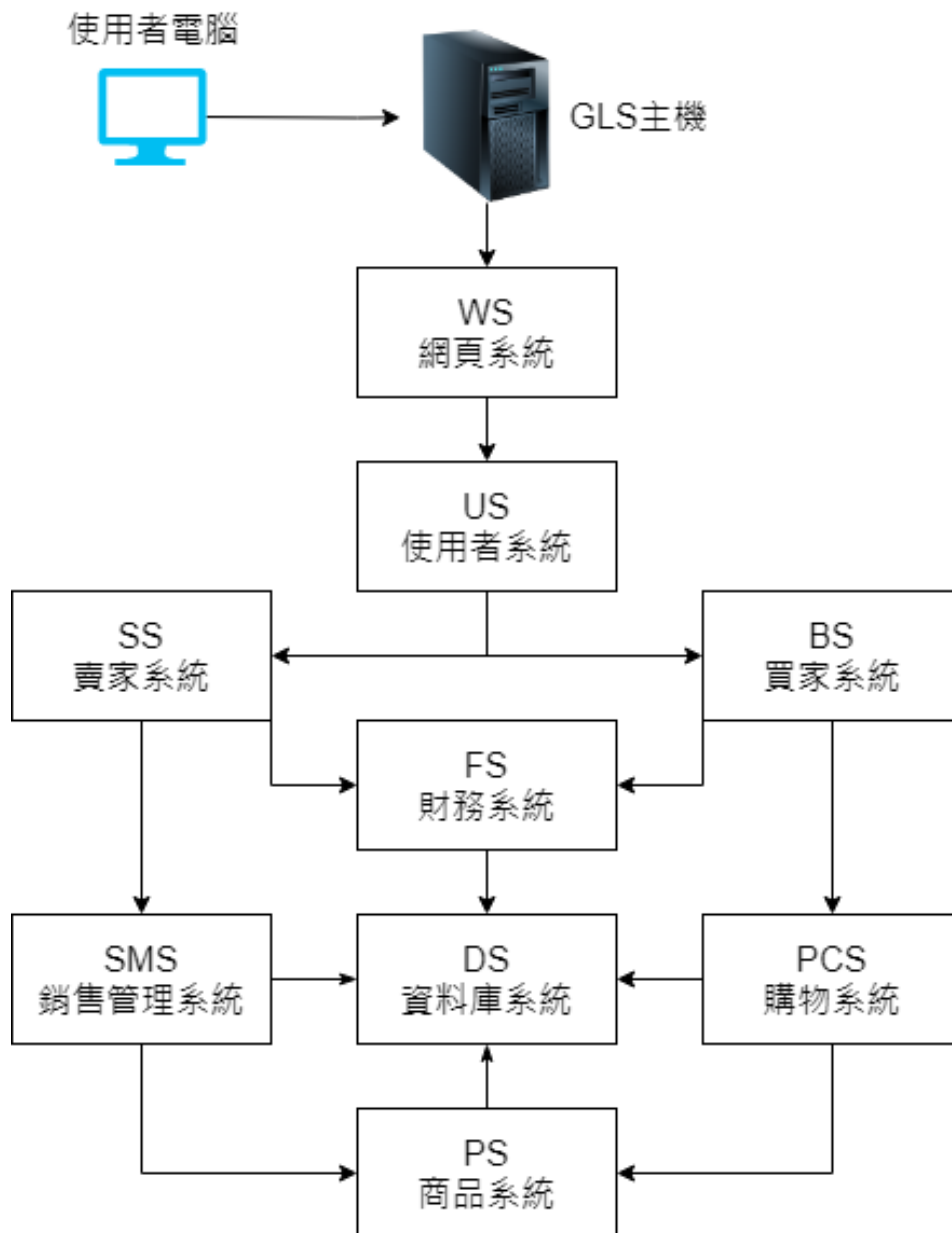 使用者電腦
GLS主機
WS
網頁系統
US
使用者系統
SS
賣家系統
BS
買家系統
FS
財務系統
SMS
銷售管理系統
DS
資料庫系統
PCS
購物系統
PS
商品系統